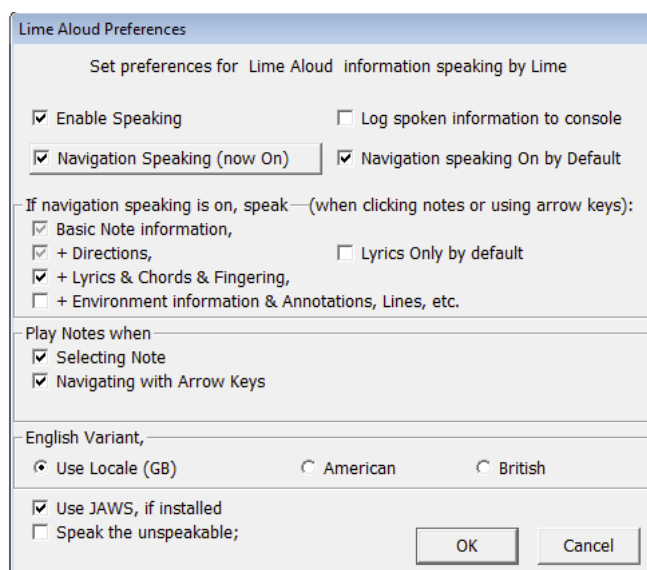 Lime Aloud Preferences
Set preferences for Lime Aloud information speaking by Lime
Enable Speaking
Log spoken information to console
Navigation Speaking (now On)
Navigation speaking On by Default
If navigation speaking is on, speak (when clicking notes or using arrow keys):
Basic Note information,
+ Directions,
Lyrics Only by default
+ Lyrics & Chords & Fingering,
+ Environment information & Annotations, Lines, etc.
Play Notes when
Selecting Note
Navigating with Arrow Keys
English Variant,
Use Locale (GB)
American
British
Use JAWS, if installed
Speak the unspeakable;
OK
Cancel